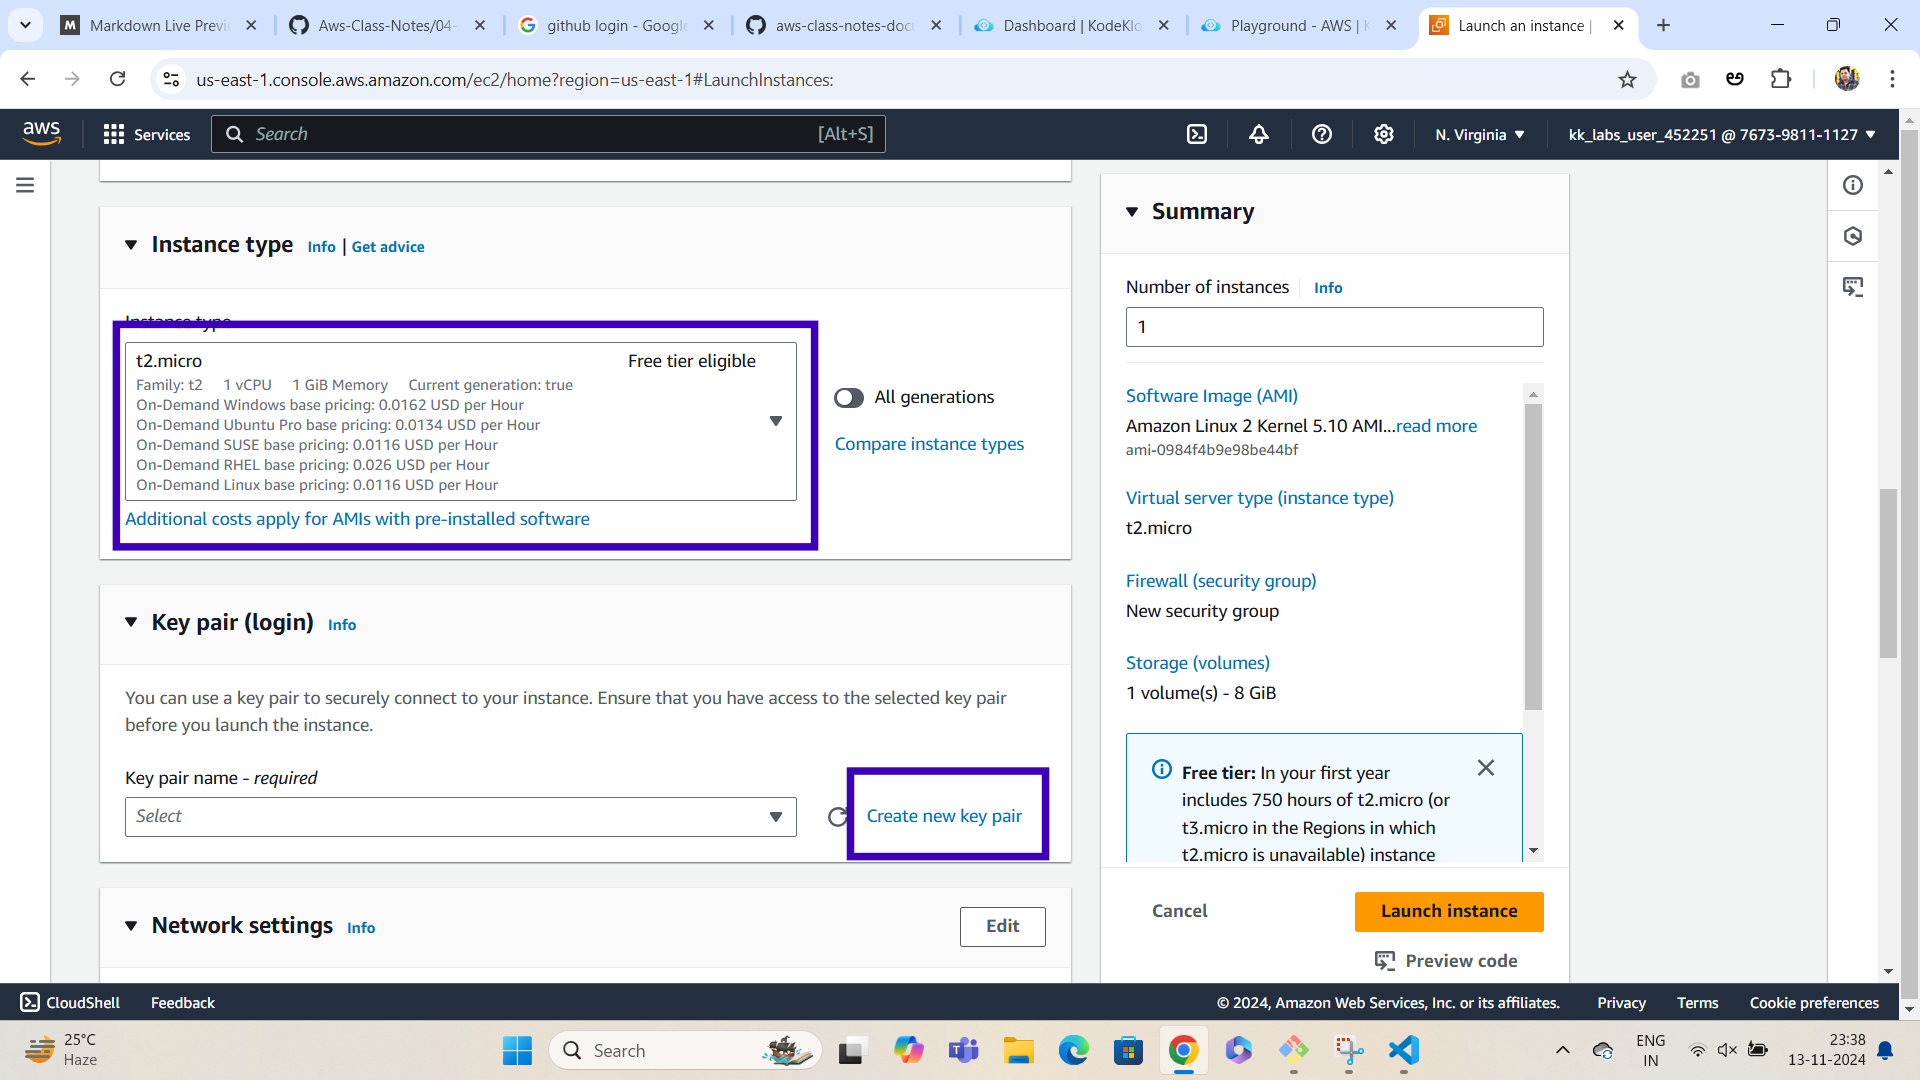 Markdown Live Previ
Aws-Class-Notes/04-
github login - Google
aws-class-notes-docu
Dashboard | KodeKlo
Playground - AWS | K
Launch an instance |
us-east-1.console.aws.amazon.com/ec2/home?region=us-east-1#LaunchInstances:
aws
Services
Search
[Alt+S]
N. Virginia
kk_labs_user_452251 @ 7673-9811-1127
Instance type
Info | Get advice
Instance type
t2.micro
Free tier eligible
Family: t2 1 vCPU 1 GiB Memory Current generation: true
On-Demand Windows base pricing: 0.0162 USD per Hour
On-Demand Ubuntu Pro base pricing: 0.0134 USD per Hour
On-Demand SUSE base pricing: 0.0116 USD per Hour
On-Demand RHEL base pricing: 0.026 USD per Hour
On-Demand Linux base pricing: 0.0116 USD per Hour
Additional costs apply for AMIs with pre-installed software
All generations
Compare instance types
Key pair (login)
Info
You can use a key pair to securely connect to your instance. Ensure that you have access to the selected key pair
before you launch the instance.
Key pair name - required
Select
Create new key pair
Network settings
Info
Edit
Summary
Number of instances
Info
1
Software Image (AMI)
Amazon Linux 2 Kernel 5.10 AMI...read more
ami-0984f4b9e98be44bf
Virtual server type (instance type)
t2.micro
Firewall (security group)
New security group
Storage (volumes)
1 volume(s) - 8 GiB
Free tier: In your first year
includes 750 hours of t2.micro (or
t3.micro in the Regions in which
t2.micro is unavailable) instance
Cancel
Launch instance
Preview code
CloudShell
Feedback
© 2024, Amazon Web Services, Inc. or its affiliates.
Privacy
Terms
Cookie preferences
25°C
Haze
Search
ENG
IN
23:38
13-11-2024